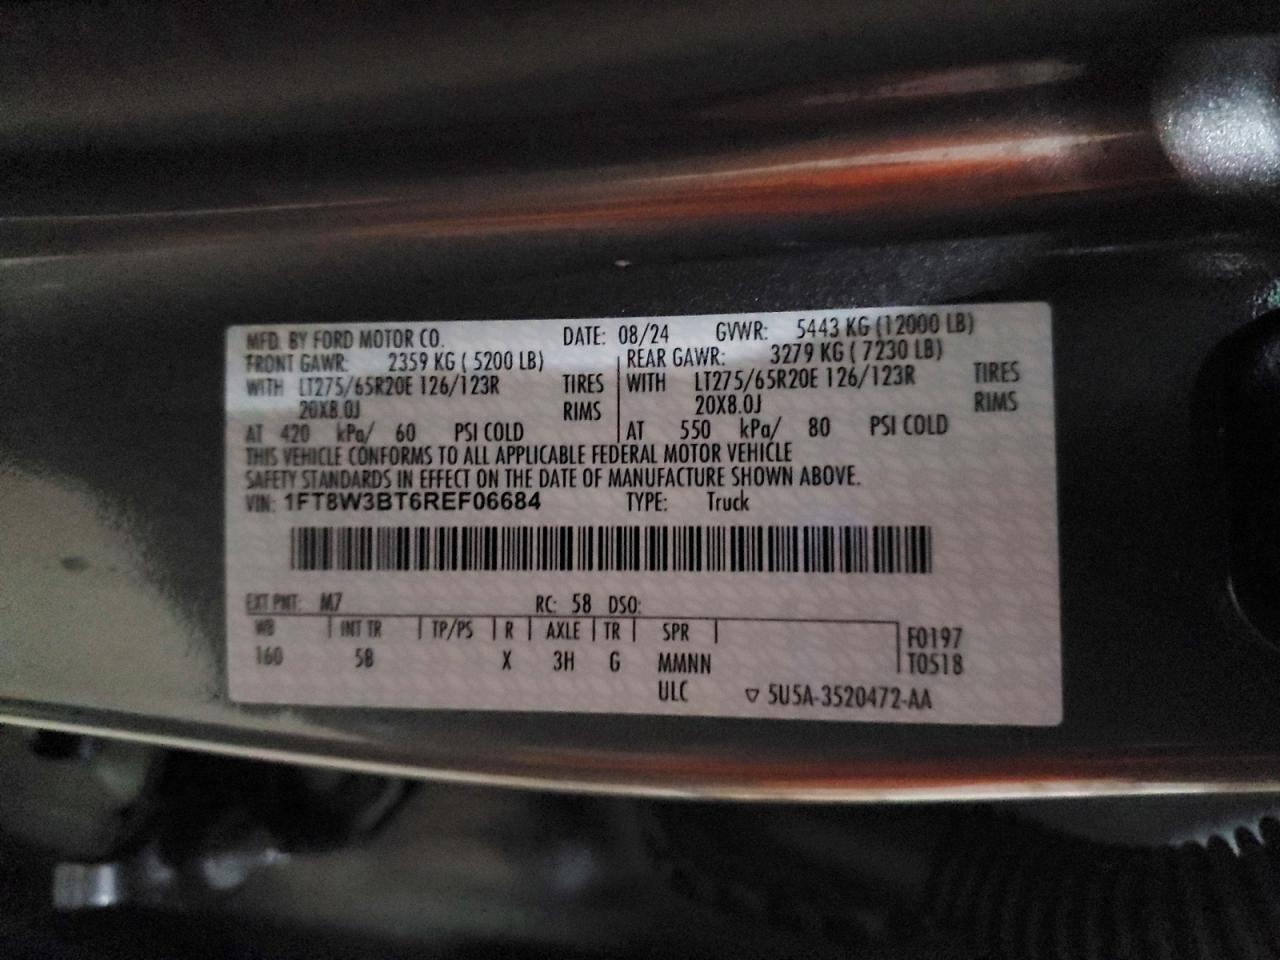 MFD. BY FORD MOTOR CO. DATE: 08/24 GVWR: 5443 KG (12000 LB)
FRONT GAWR: 2359 KG ( 5200 LB) REAR GAWR: 3279 KG ( 7230 LB)
WITH LT275/65R20E 126/123R TIRES WITH LT275/65R20E 126/123R TIRES
20X8.0J RIMS 20X8.0J RIMS
AT 420 kPa/ 60 PSI COLD AT 550 kPa/ 80 PSI COLD
THIS VEHICLE CONFORMS TO ALL APPLICABLE FEDERAL MOTOR VEHICLE
SAFETY STANDARDS IN EFFECT ON THE DATE OF MANUFACTURE SHOWN ABOVE.
VIN: 1FT8W3BT6REF06684 TYPE: Truck
EXT PNT: M7 RC: 58 DSO:
WB INT TR TP/PS R AXLE TR SPR F0197
160 5B X 3H G MMNN T0518
ULC ▽ 5U5A-3520472-AA